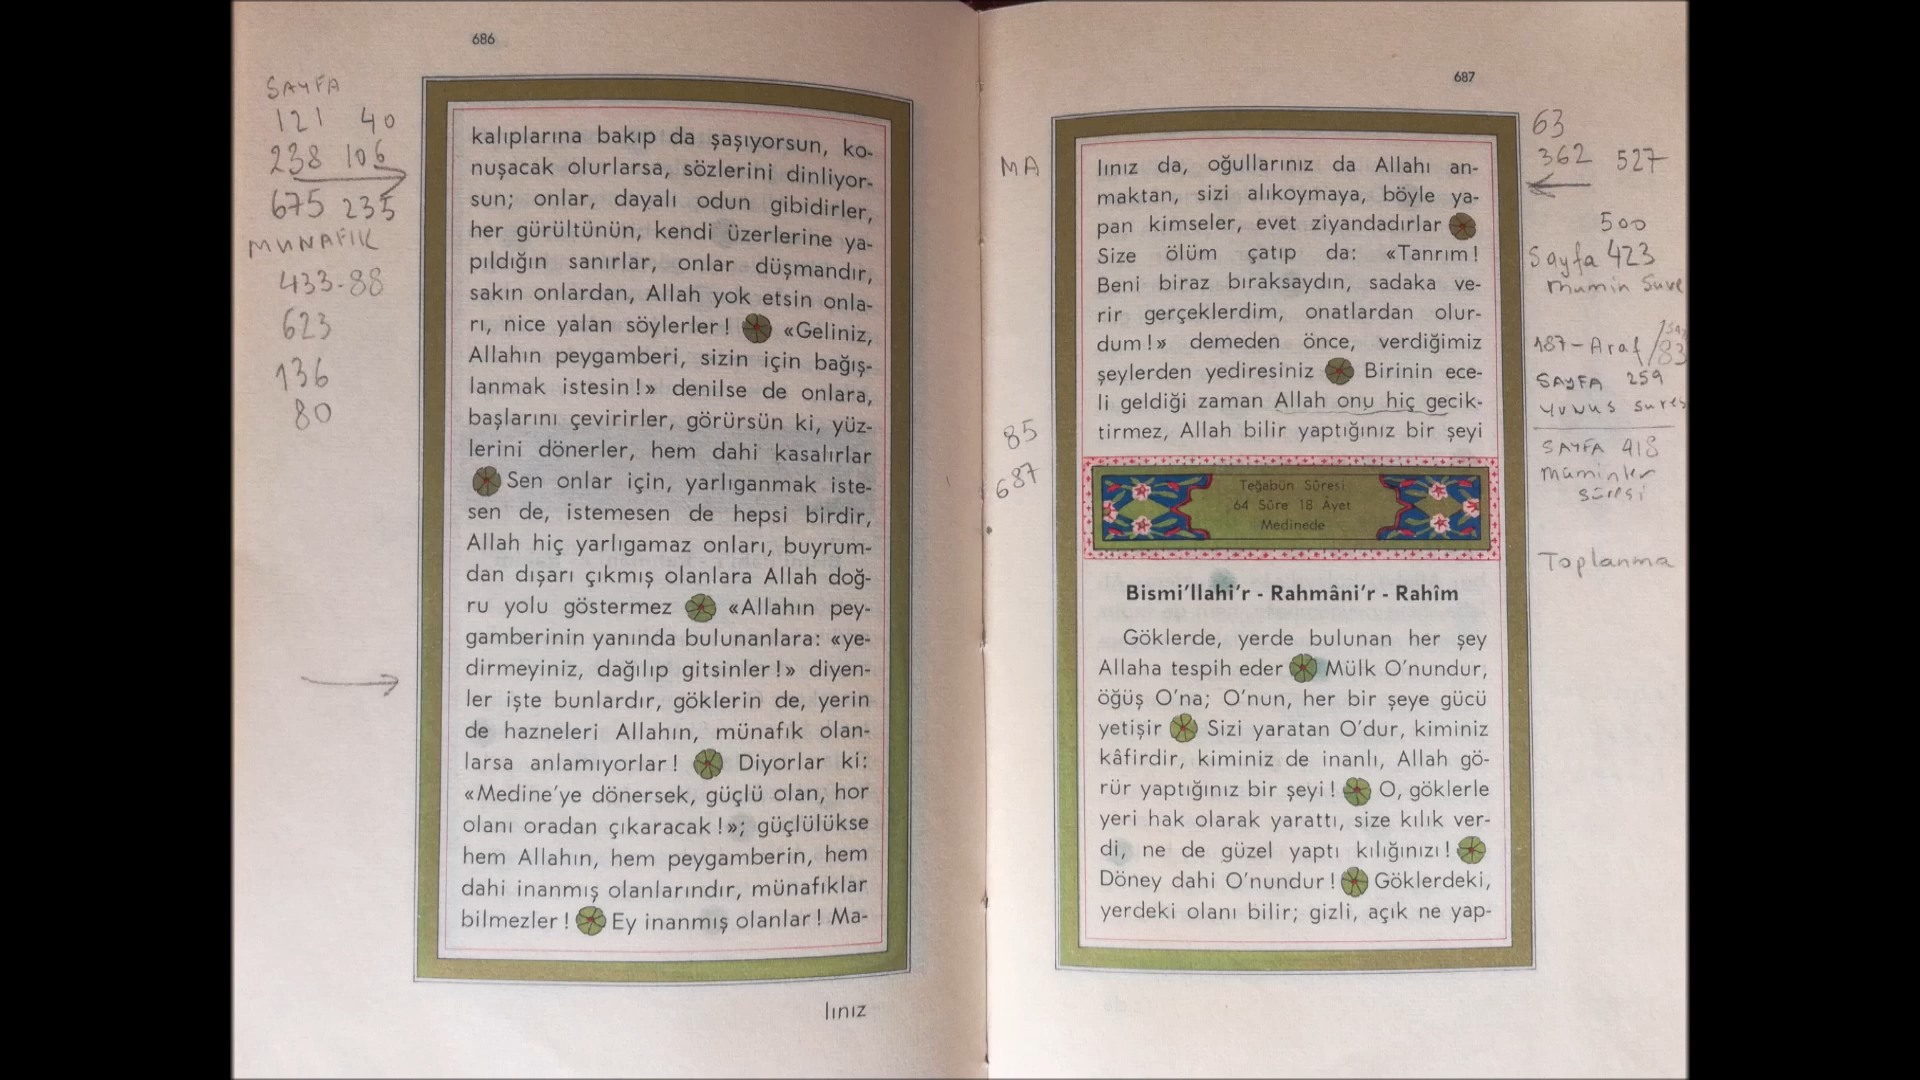 686
SAYFA
121 40
238 106
675 235
MUNAFIK
433-88
623
136
80
kalıplarına bakıp da şaşıyorsun, ko-
nuşacak olurlarsa, sözlerini dinliyor-
sun; onlar, dayalı odun gibidirler,
her gürültünün, kendi üzerlerine ya-
pıldığın sanırlar, onlar düşmandır,
sakın onlardan, Allah yok etsin onla-
rı, nice yalan söylerler! «Geliniz,
Allahın peygamberi, sizin için bağış-
lanmak istesin!» denilse de onlara,
başlarını çevirirler, görürsün ki, yüz-
lerini dönerler, hem dahi kasalırlar
Sen onlar için, yarlıganmak iste-
sen de, istemesen de hepsi birdir,
Allah hiç yarlıgamaz onları, buyrum-
dan dışarı çıkmış olanlara Allah doğ-
ru yolu göstermez «Allahın pey-
gamberinin yanında bulunanlara: «ye-
dirmeyiniz, dağılıp gitsinler!» diyen-
ler işte bunlardır, göklerin de, yerin
de hazneleri Allahın, münafık olan-
larsa anlamıyorlar! Diyorlar ki:
«Medine'ye dönersek, güçlü olan, hor
olanı oradan çıkaracak!»; güçlülükse
hem Allahın, hem peygamberin, hem
dahi inanmış olanlarındır, münafıklar
bilmezler! Ey inanmış olanlar! Ma-
lınız
687
MA
85
687
lınız da, oğullarınız da Allahı an-
maktan, sizi alıkoymaya, böyle ya-
pan kimseler, evet ziyandadırlar
Size ölüm çatıp da: «Tanrım!
Beni biraz bıraksaydın, sadaka ve-
rir gerçeklerdim, onatlardan olur-
dum!» demeden önce, verdiğimiz
şeylerden yediresiniz Birinin ece-
li geldiği zaman Allah onu hiç gecik-
tirmez, Allah bilir yaptığınız bir şeyi
Teğabün Sûresi
64 Sûre 18 Âyet
Medinede
Bismi'llahi'r - Rahmâni'r - Rahîm
Göklerde, yerde bulunan her şey
Allaha tespih eder Mülk O'nundur,
öğüş O'na; O'nun, her bir şeye gücü
yetişir Sizi yaratan O'dur, kiminiz
kâfirdir, kiminiz de inanlı, Allah gö-
rür yaptığınız bir şeyi! O, göklerle
yeri hak olarak yarattı, size kılık ver-
di, ne de güzel yaptı kılığınızı!
Döney dahi O'nundur! Göklerdeki,
yerdeki olanı bilir; gizli, açık ne yap-
63
362 527
500
Sayfa 423
mumin Sure
187-Araf /
83
SAYFA 259
YUNUS sures
SAYFA 418
müminler
sûresi
Toplanma